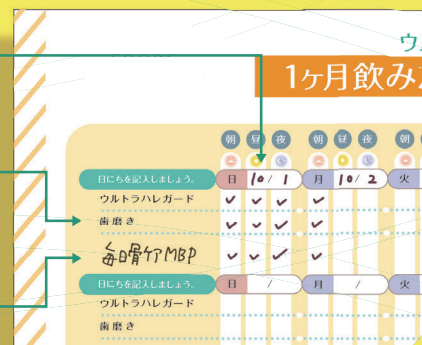 ウル
1ヶ月飲み
朝 昼 夜 朝 昼 夜 朝
日にちを記入しましょう。 日 10/1 月 10/2 火
ウルトラハレガード ✓ ✓ ✓ ✓
歯磨き ✓ ✓ ✓ ✓
毎日骨ケアMBP ✓ ✓ ✓
日にちを記入しましょう。 日 / 月 / 火
ウルトラハレガード
歯磨き